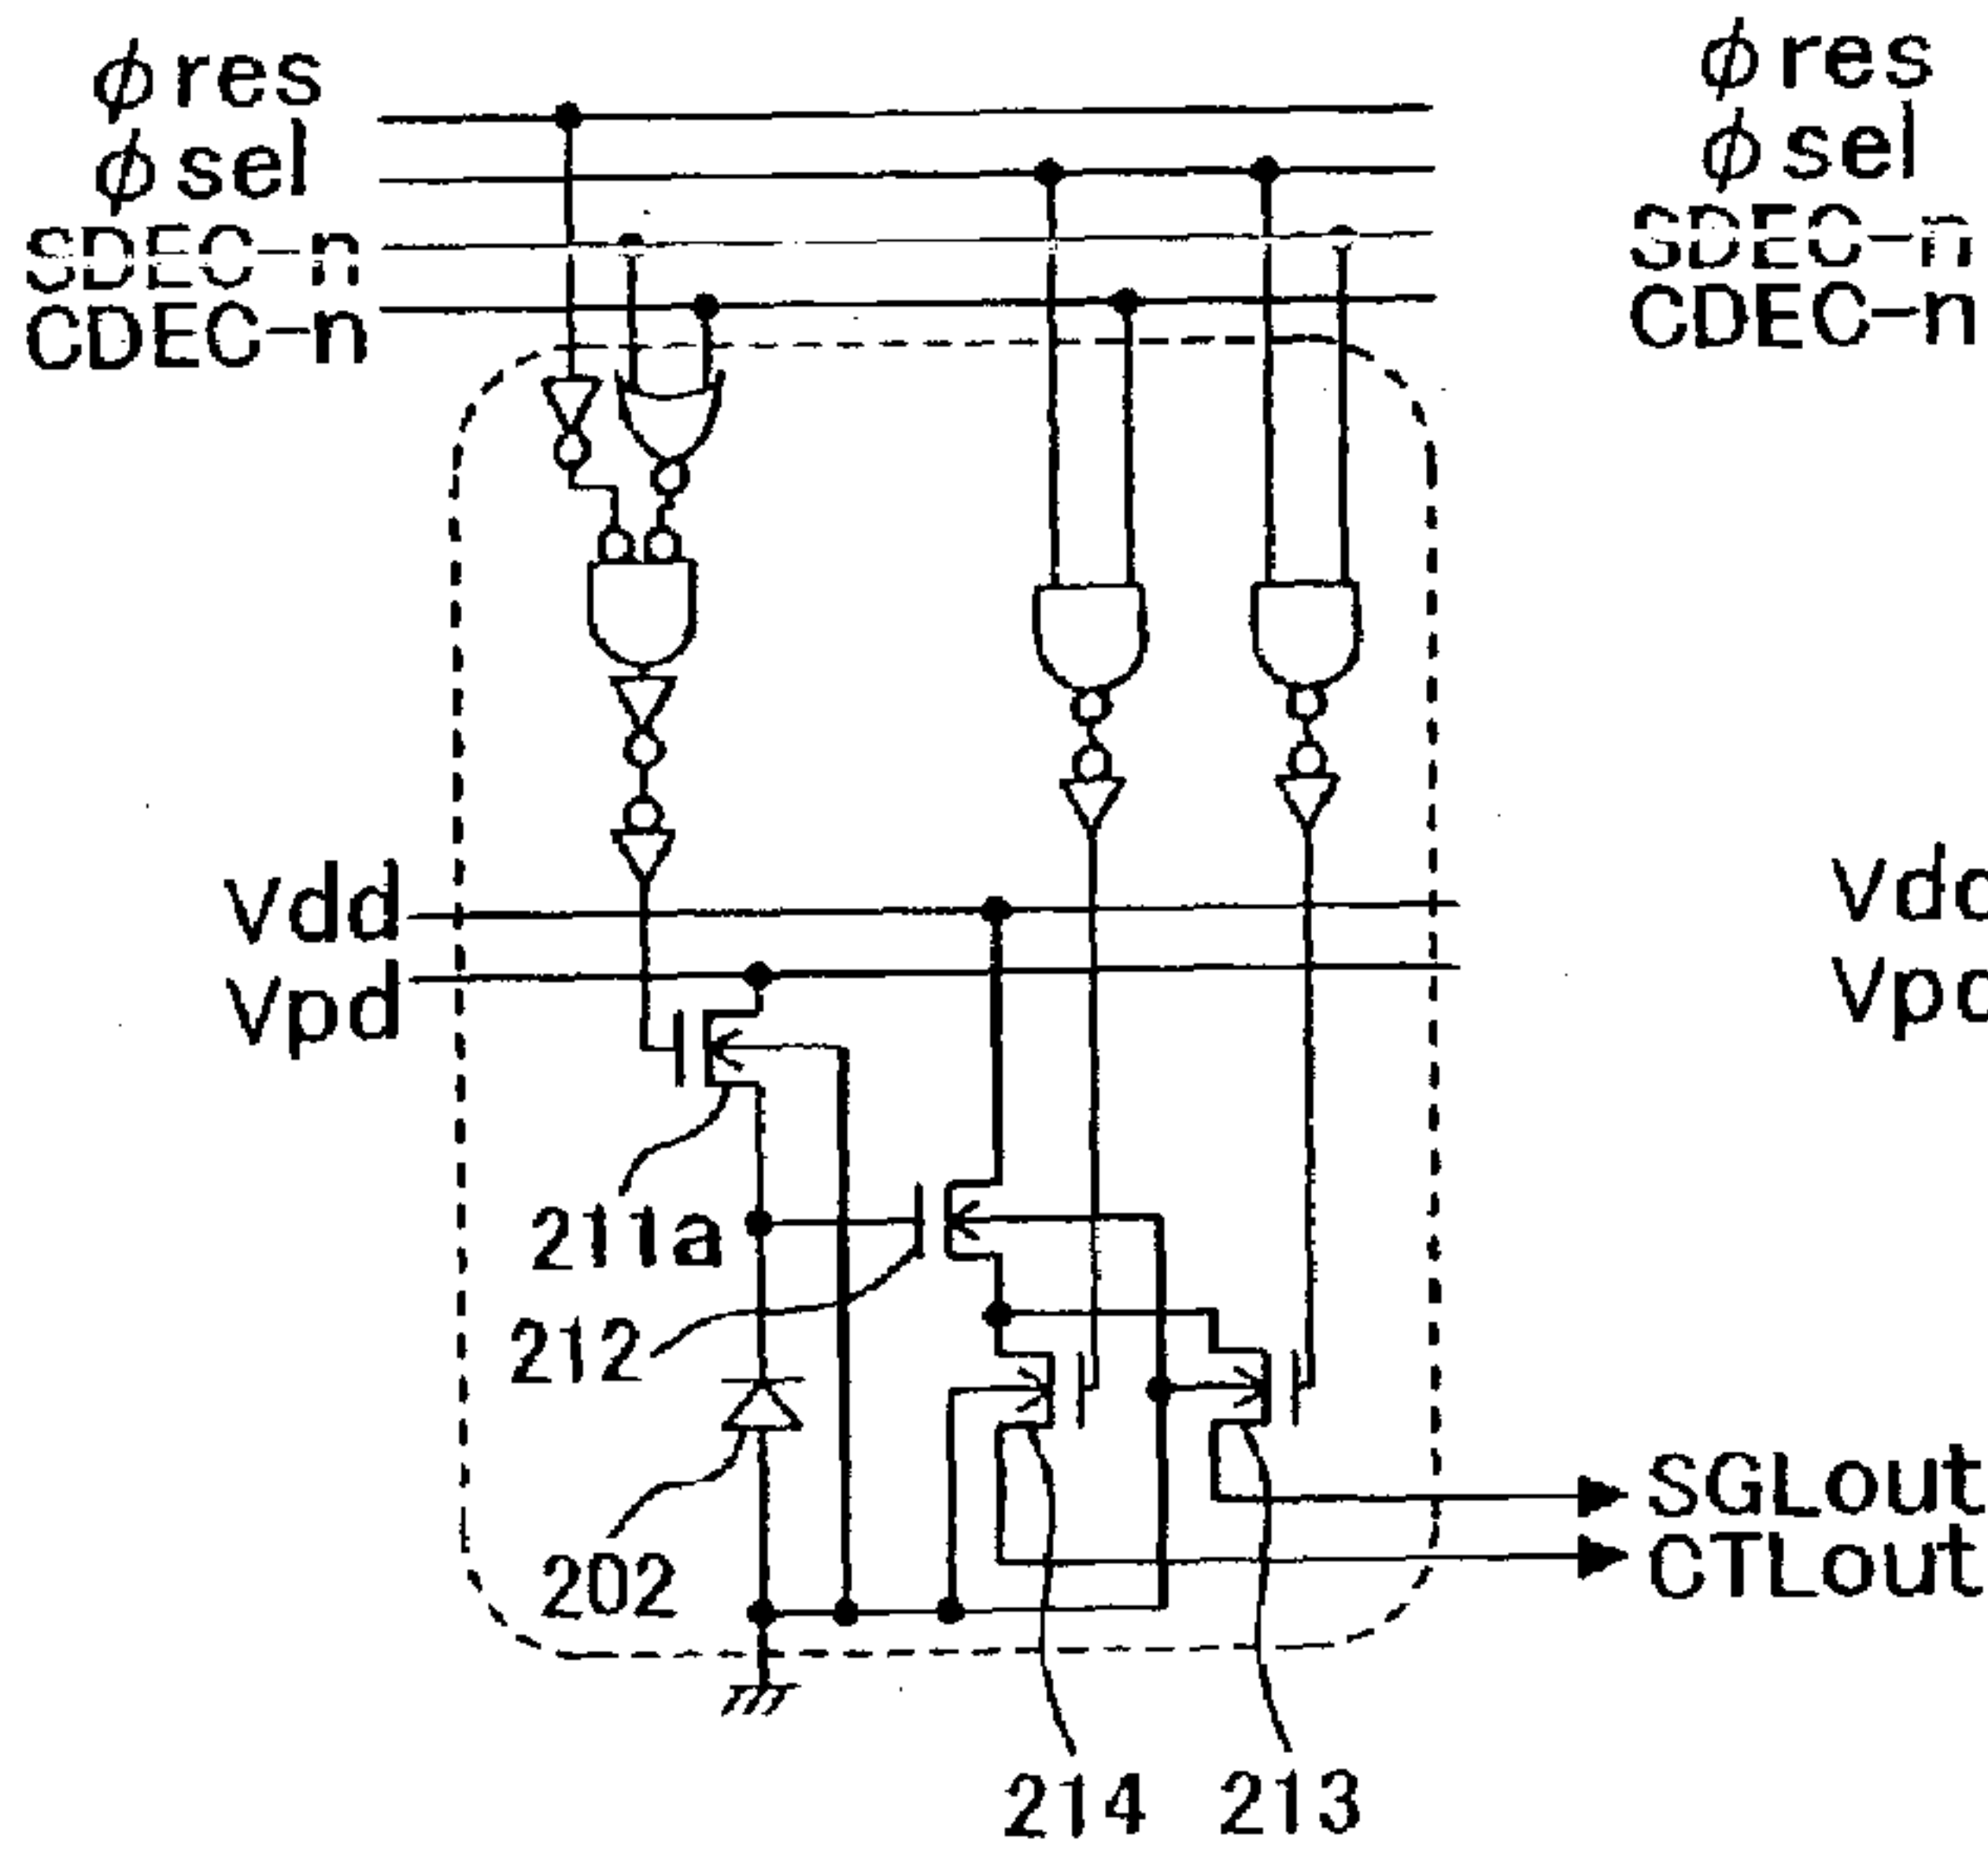 φres
φres
φsel
φsel
SDEC-n
SDEC-n
CDEC-n
CDEC-n
Vdd
Vpd
211a
212
202
SGLout
CTLout
214
213